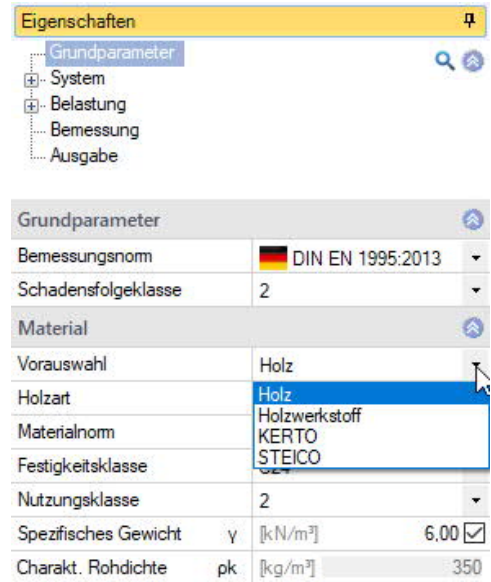 Eigenschaften
Grundparameter
System
Belastung
Bemessung
Ausgabe
Grundparameter
Bemessungsnorm DIN EN 1995:2013
Schadensfolgeklasse 2
Material
Vorauswahl Holz
Holzart Holz
Holzwerkstoff
Materialnorm KERTO
STEICO
Festigkeitsklasse C24
Nutzungsklasse 2
Spezifisches Gewicht γ [kN/m³] 6,00
Charakt. Rohdichte ρk [kg/m³] 350